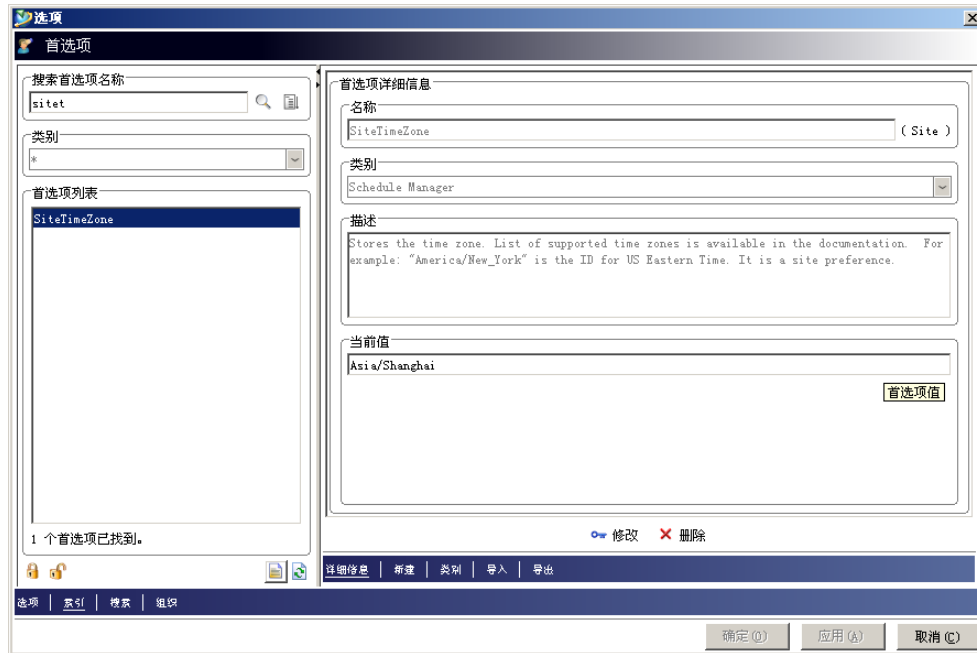 选项
首选项
搜索首选项名称
sitet
类别
*
首选项列表
SiteTimeZone
1 个首选项已找到。
首选项详细信息
名称
SiteTimeZone ( Site )
类别
Schedule Manager
描述
Stores the time zone. List of supported time zones is available in the documentation. For
example: "America/New_York" is the ID for US Eastern Time. It is a site preference.
当前值
Asia/Shanghai
首选项值
修改 删除
详细信息 新建 类别 导入 导出
选项 索引 搜索 组织
确定(O) 应用(A) 取消(C)